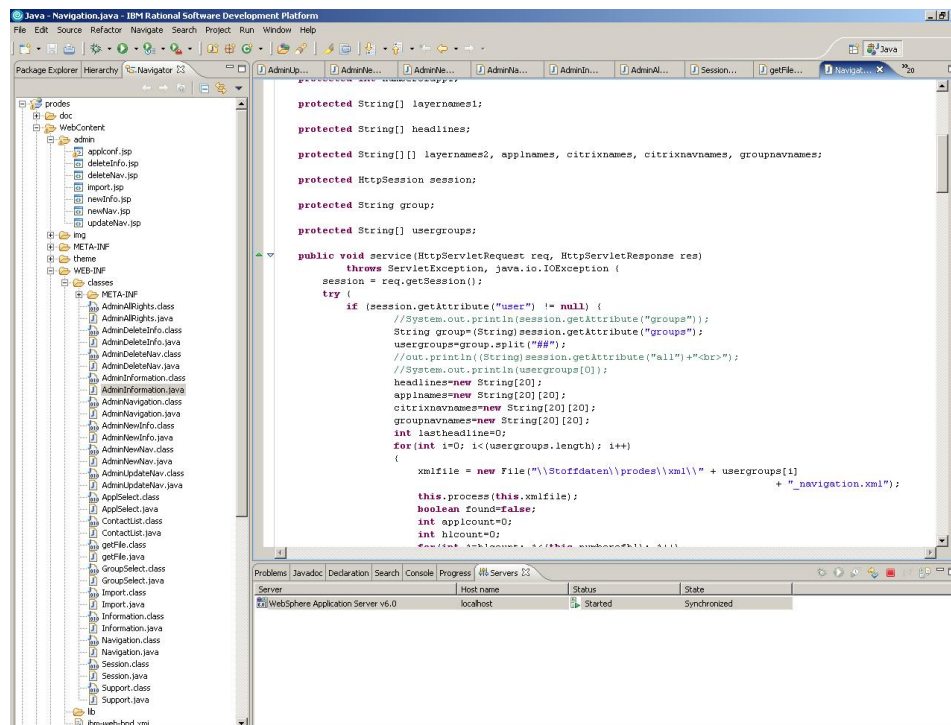 Java - Navigation.java - IBM Rational Software Development Platform
File Edit Source Refactor Navigate Search Project Run Window Help
Java
Package Explorer Hierarchy Navigator
prodes
doc
WebContent
admin
applconf.jsp
deleteInfo.jsp
deleteNav.jsp
import.jsp
newInfo.jsp
newNav.jsp
updateNav.jsp
img
META-INF
theme
WEB-INF
classes
META-INF
AdminAllRights.class
AdminAllRights.java
AdminDeleteInfo.class
AdminDeleteInfo.java
AdminDeleteNav.class
AdminDeleteNav.java
AdminInformation.class
AdminInformation.java
AdminNavigation.class
AdminNavigation.java
AdminNewInfo.class
AdminNewInfo.java
AdminNewNav.class
AdminNewNav.java
AdminUpdateNav.class
AdminUpdateNav.java
ApplSelect.class
ApplSelect.java
ContactList.class
ContactList.java
getFile.class
getFile.java
GroupSelect.class
GroupSelect.java
Import.class
Import.java
Information.class
Information.java
Navigation.class
Navigation.java
Session.class
Session.java
Support.class
Support.java
lib
ibm-web-bnd.xmi
AdminUp... AdminNe... AdminNe... AdminNa... AdminIn... AdminAl... Session... getFile... Navigat... »20
protected String[] layernames1;
protected String[] headlines;
protected String[][] layernames2, applnames, citrixnames, citrixnavnames, groupnavnames;
protected HttpSession session;
protected String group;
protected String[] usergroups;
public void service(HttpServletRequest req, HttpServletResponse res)
throws ServletException, java.io.IOException {
session = req.getSession();
try {
if (session.getAttribute("user") != null) {
//System.out.println(session.getAttribute("groups"));
String group=(String)session.getAttribute("groups");
usergroups=group.split("##");
//out.println((String)session.getAttribute("all")+"<br>");
//System.out.println(usergroups[0]);
headlines=new String[20];
applnames=new String[20][20];
citrixnavnames=new String[20][20];
groupnavnames=new String[20][20];
int lastheadline=0;
for(int i=0; i<(usergroups.length); i++)
{
xmlfile = new File("\\Stoffdaten\\prodes\\xml\\" + usergroups[i]
+ "_navigation.xml");
this.process(this.xmlfile);
boolean found=false;
int applcount=0;
int hlcount=0;
Problems Javadoc Declaration Search Console Progress Servers
Server Host name Status State
WebSphere Application Server v6.0 localhost Started Synchronized